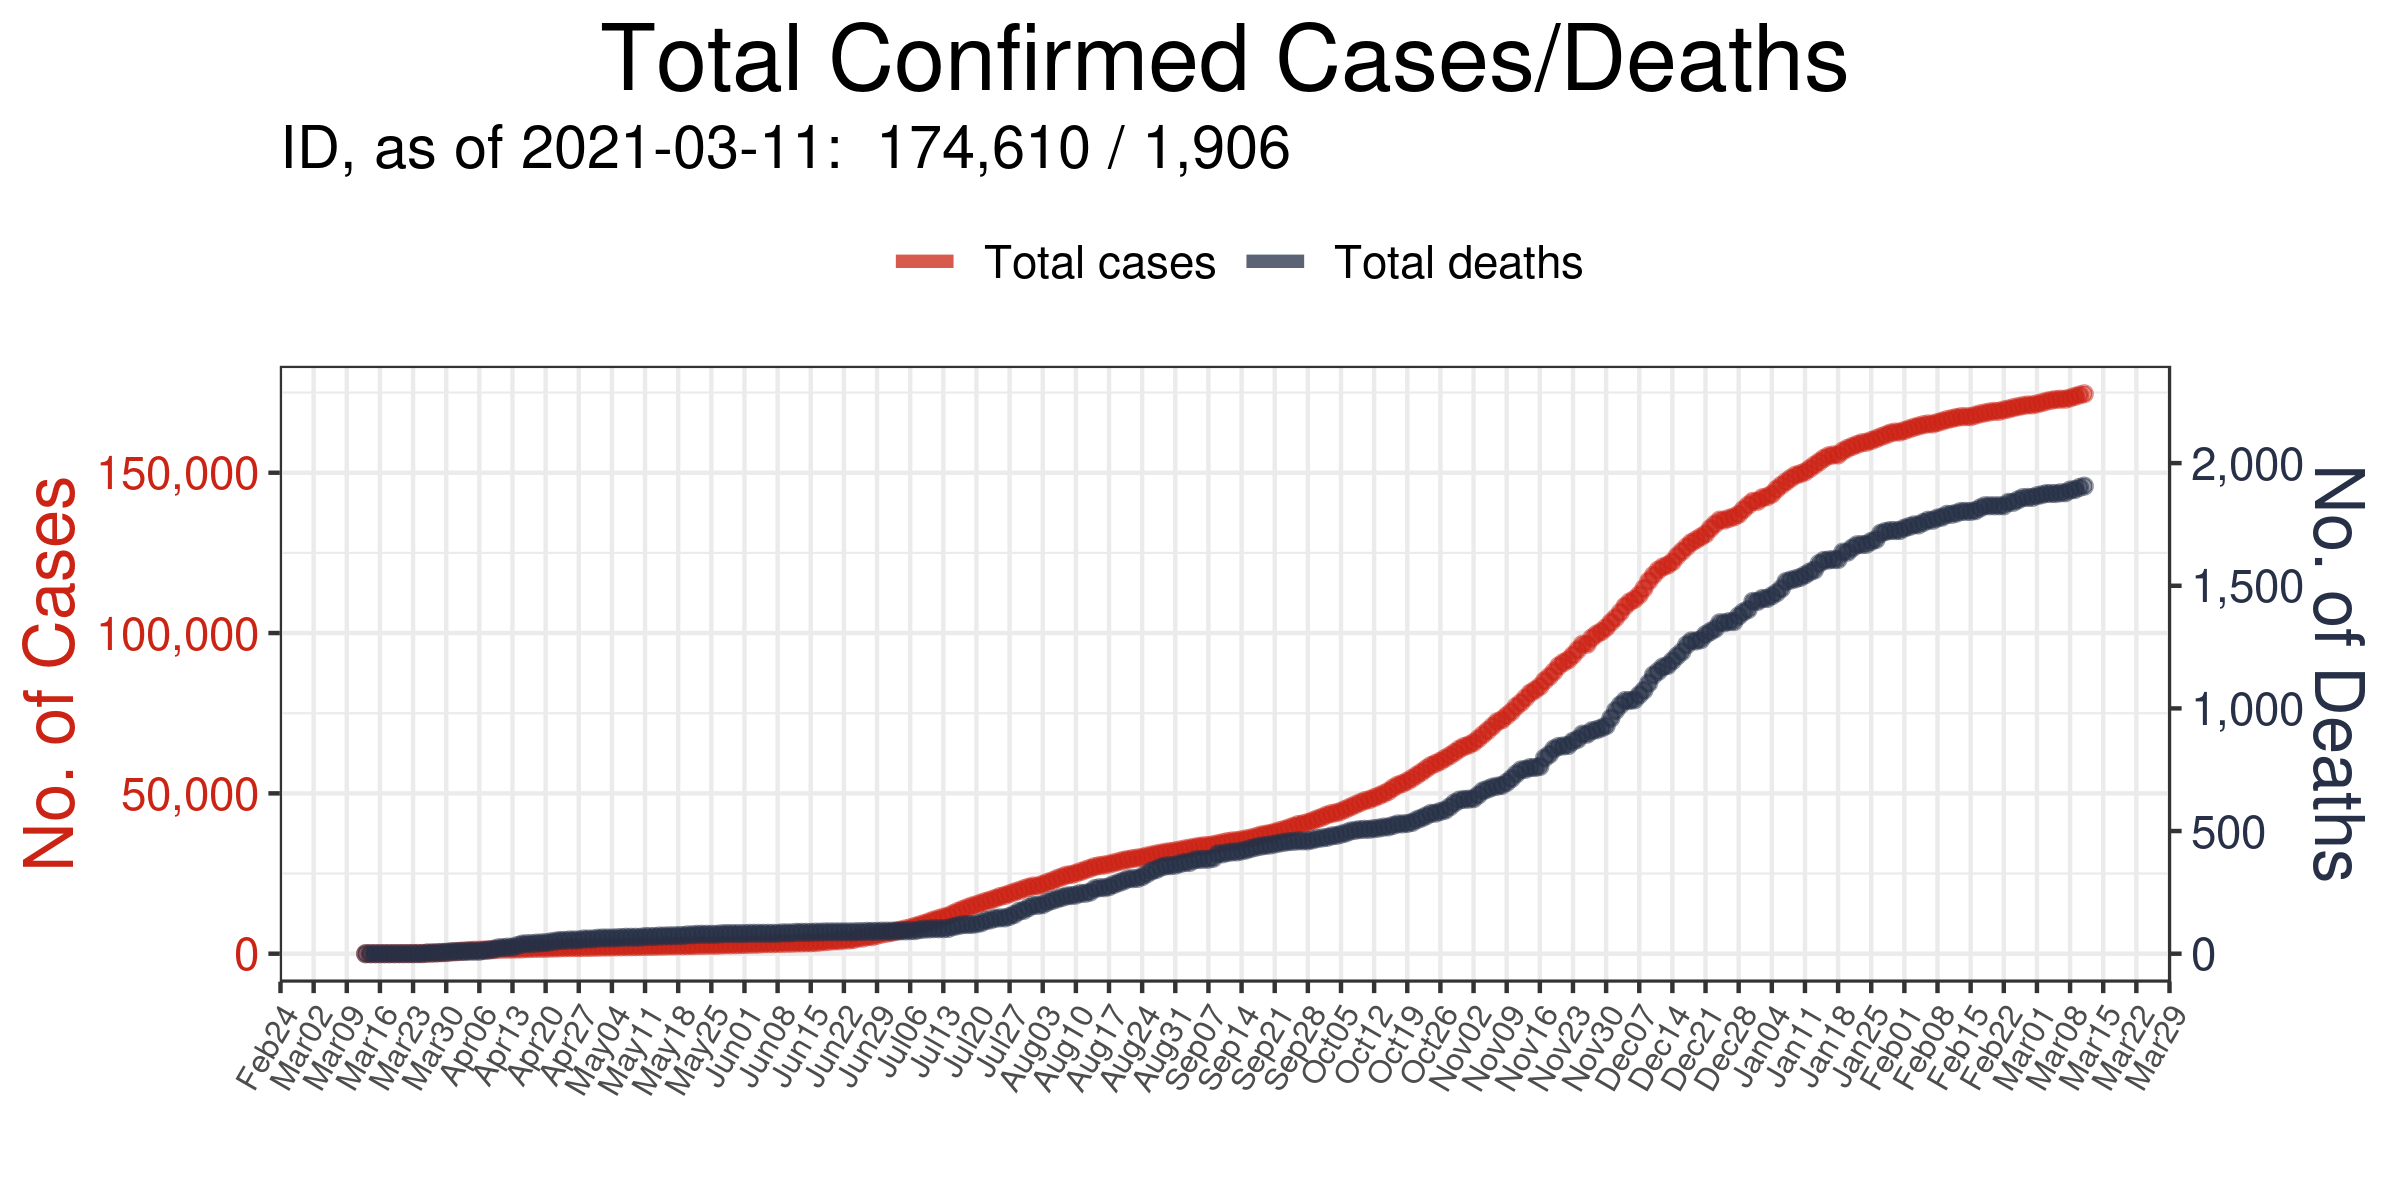 Total Confirmed Cases/Deaths
ID, as of 2021-03-11:  174,610 / 1,906
Total cases
Total deaths
No. of Cases
150,000
100,000
50,000
0
2,000
1,500
1,000
500
0
No. of Deaths
Feb24
Mar02
Mar09
Mar16
Mar23
Mar30
Apr06
Apr13
Apr20
Apr27
May04
May11
May18
May25
Jun01
Jun08
Jun15
Jun22
Jun29
Jul06
Jul13
Jul20
Jul27
Aug03
Aug10
Aug17
Aug24
Aug31
Sep07
Sep14
Sep21
Sep28
Oct05
Oct12
Oct19
Oct26
Nov02
Nov09
Nov16
Nov23
Nov30
Dec07
Dec14
Dec21
Dec28
Jan04
Jan11
Jan18
Jan25
Feb01
Feb08
Feb15
Feb22
Mar01
Mar08
Mar15
Mar22
Mar29